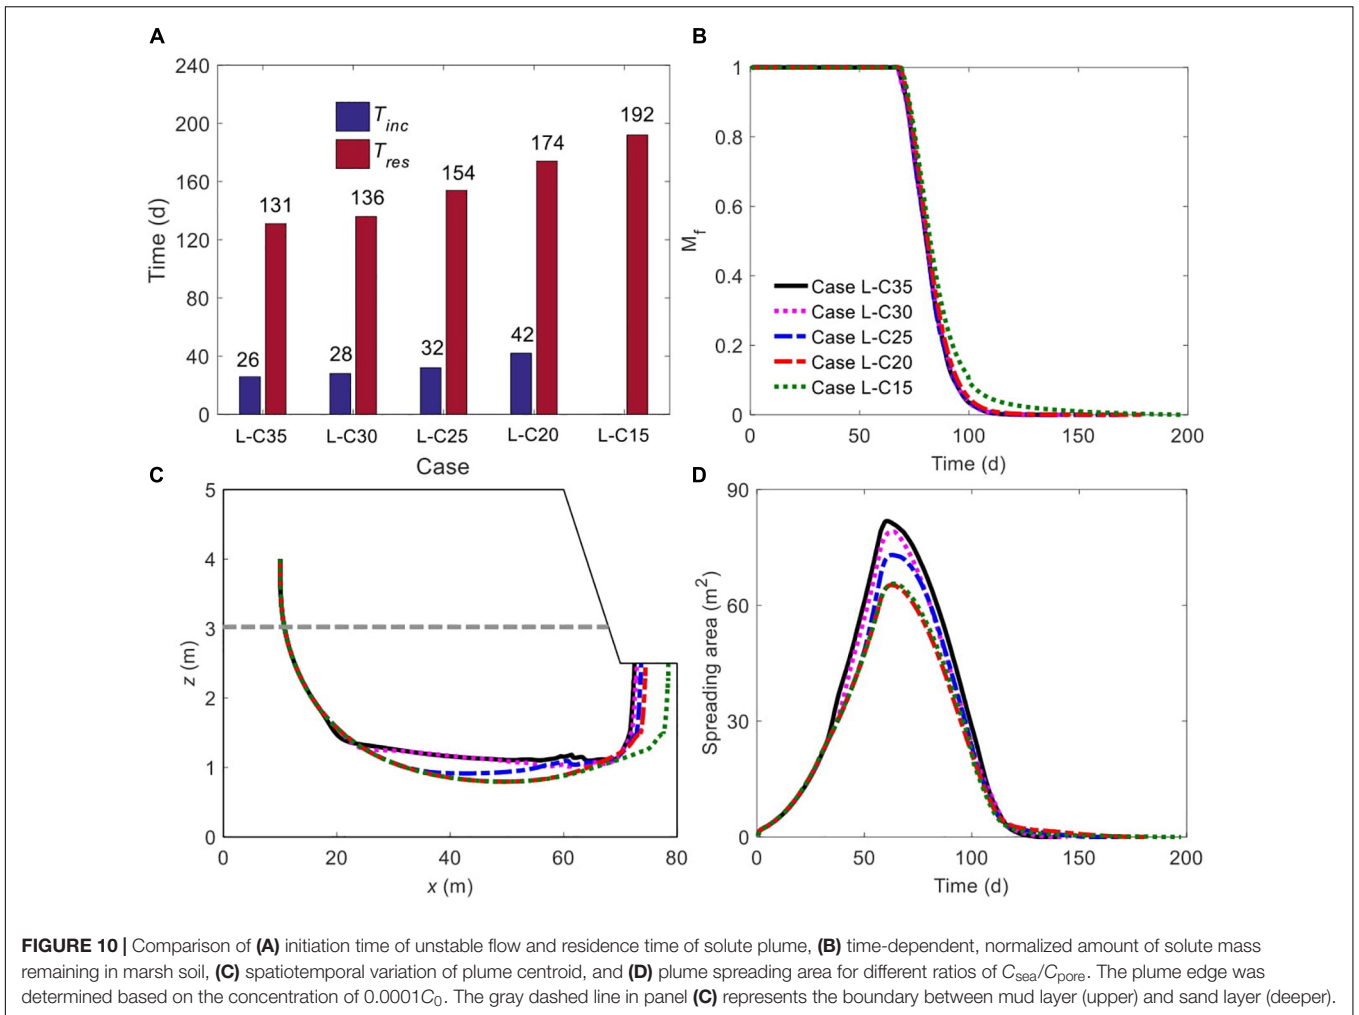 A
240
200
160
120
80
40
0
Time (d)
T_inc
T_res
26
131
28
136
32
154
42
174
192
L-C35
L-C30
L-C25
L-C20
L-C15
Case
B
1
0.8
0.6
0.4
0.2
0
M_f
Case L-C35
Case L-C30
Case L-C25
Case L-C20
Case L-C15
0
50
100
150
200
Time (d)
C
5
4
3
2
1
0
z (m)
0
20
40
60
80
x (m)
D
90
60
30
0
Spreading area (m²)
0
50
100
150
200
Time (d)
FIGURE 10 | Comparison of (A) initiation time of unstable flow and residence time of solute plume, (B) time-dependent, normalized amount of solute mass
remaining in marsh soil, (C) spatiotemporal variation of plume centroid, and (D) plume spreading area for different ratios of C_sea/C_pore. The plume edge was
determined based on the concentration of 0.0001C_0. The gray dashed line in panel (C) represents the boundary between mud layer (upper) and sand layer (deeper).